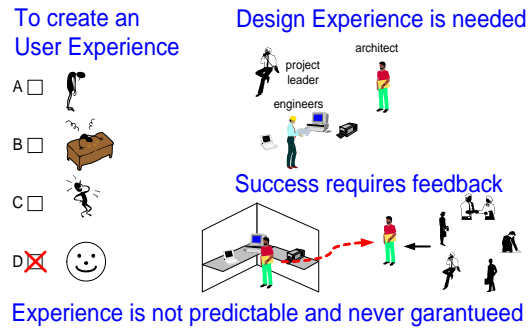 To create an
User Experience
A
B
C
D
Design Experience is needed
project
leader
architect
engineers
Success requires feedback
Experience is not predictable and never garantueed